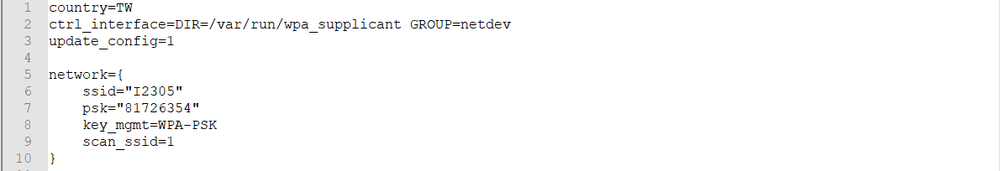 1 country=TW
2 ctrl_interface=DIR=/var/run/wpa_supplicant GROUP=netdev
3 update_config=1
4
5 network={
6     ssid="I2305"
7     psk="81726354"
8     key_mgmt=WPA-PSK
9     scan_ssid=1
10 }